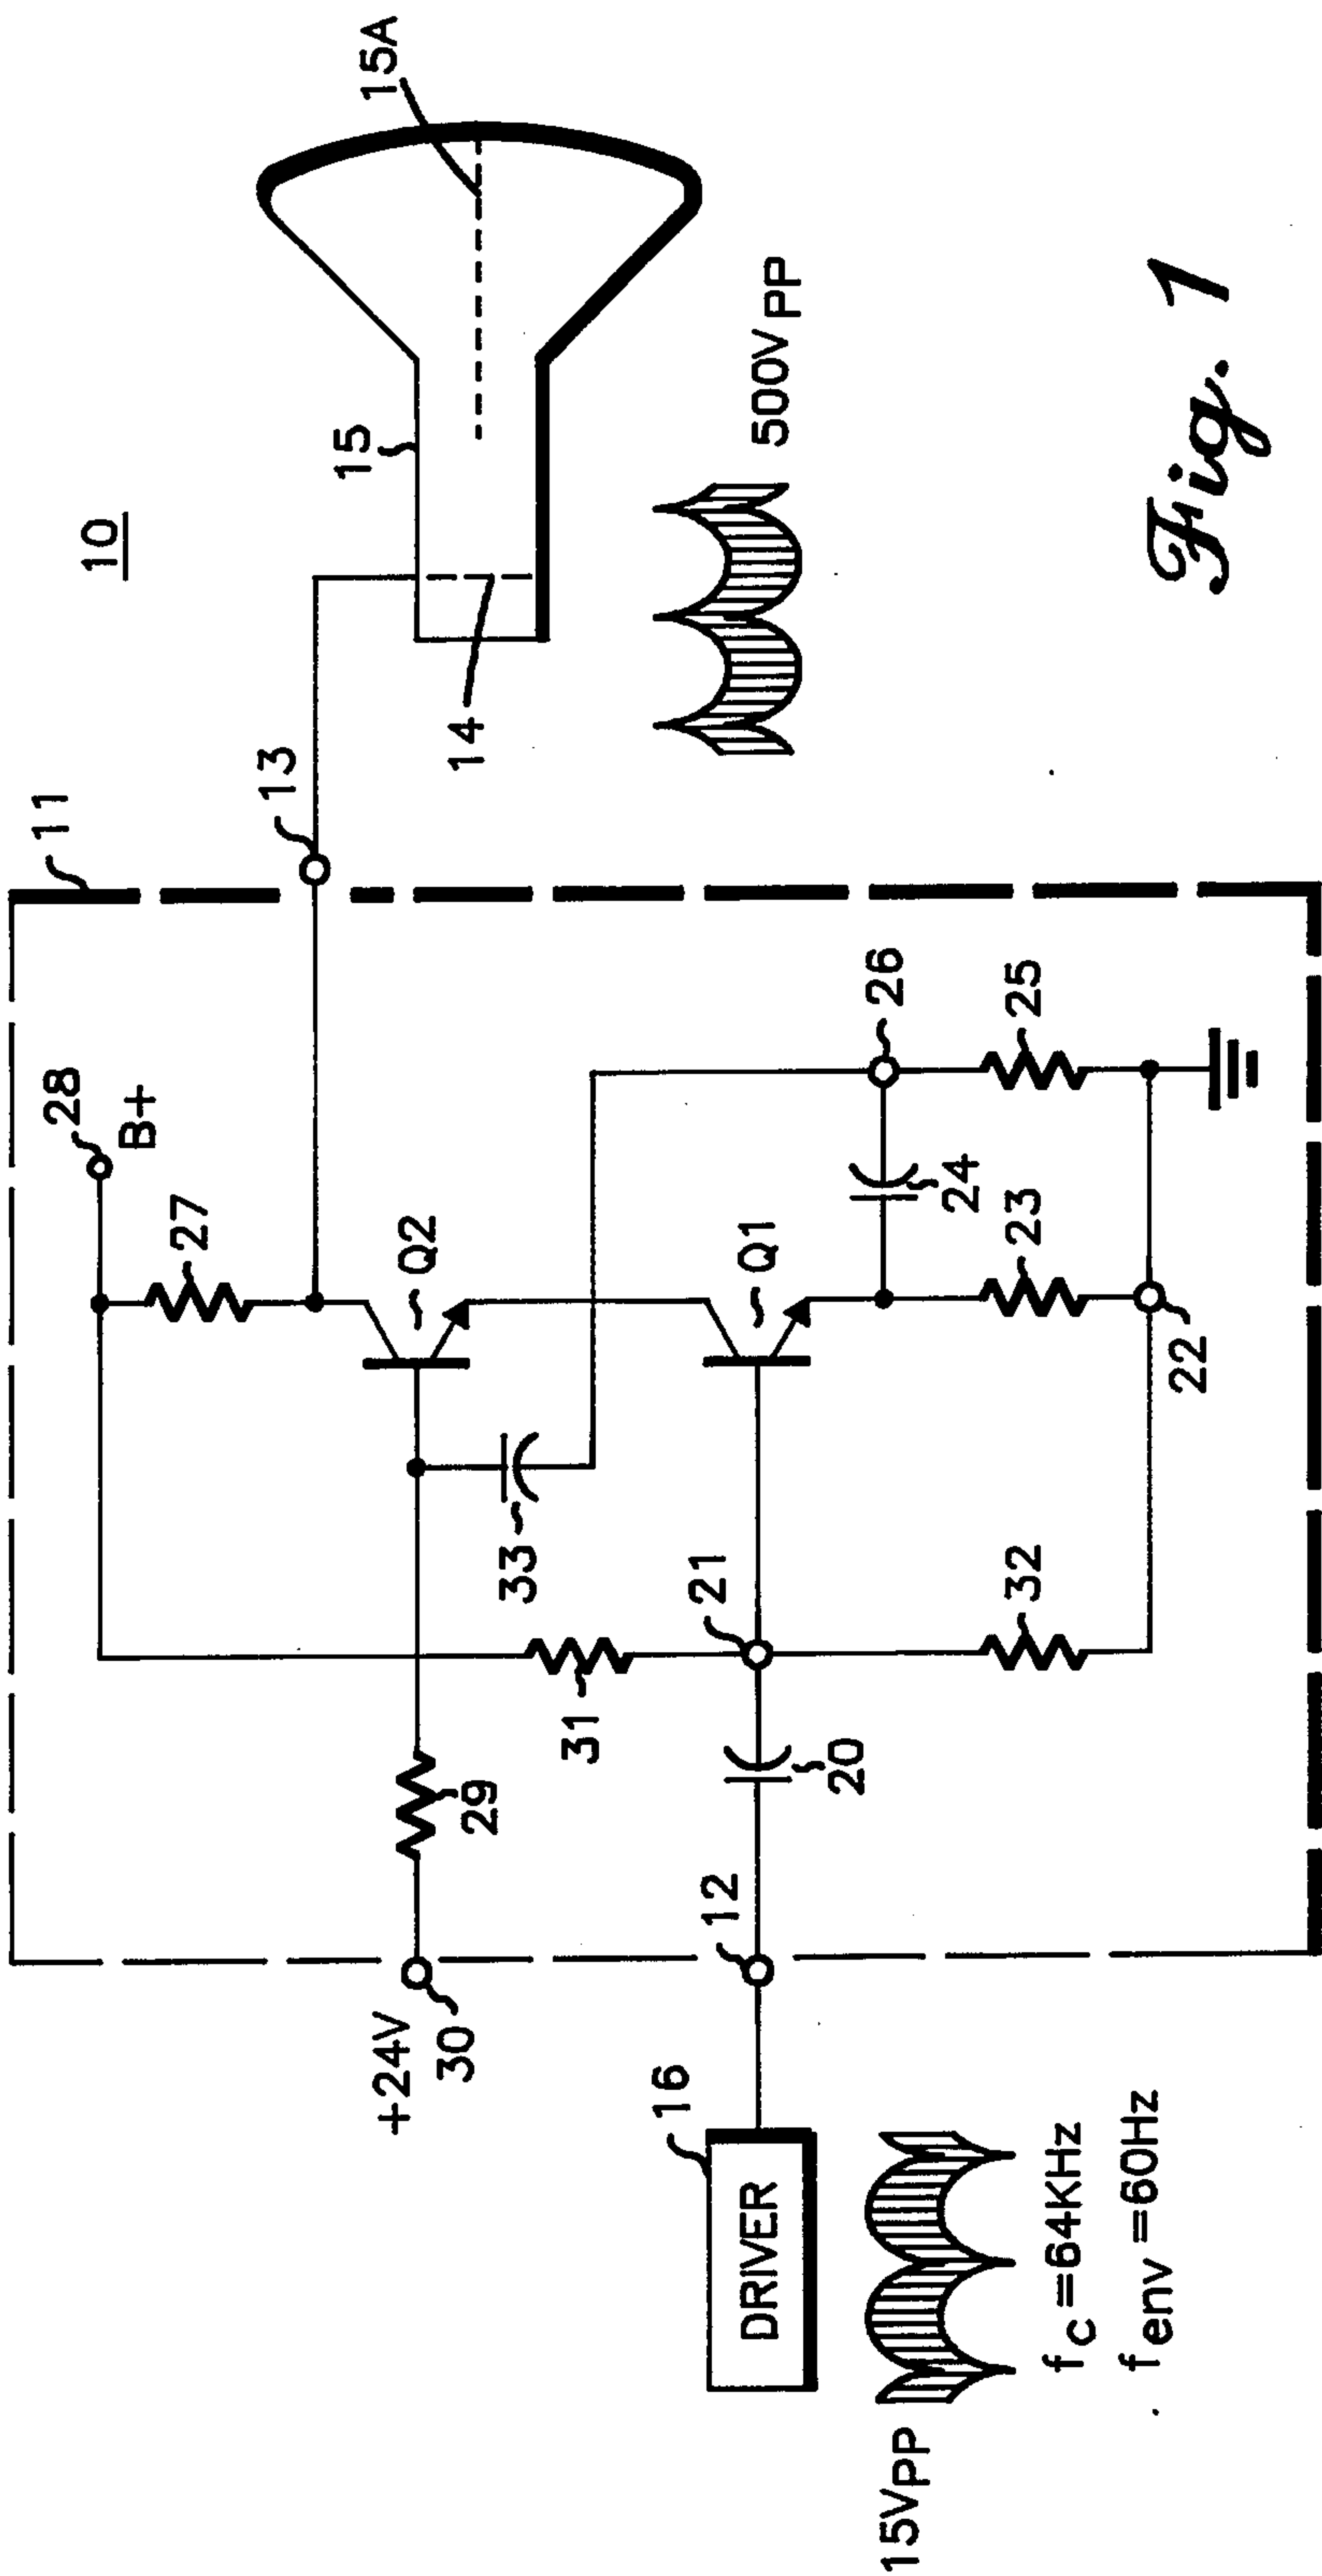 10
11
28
B+
27
13
15
15A
14
500VPP
Q2
33
29
+24V
30
31
21
Q1
26
24
25
23
32
22
20
12
16
DRIVER
15VPP
fc=64KHz
fenv=60Hz
Fig. 1